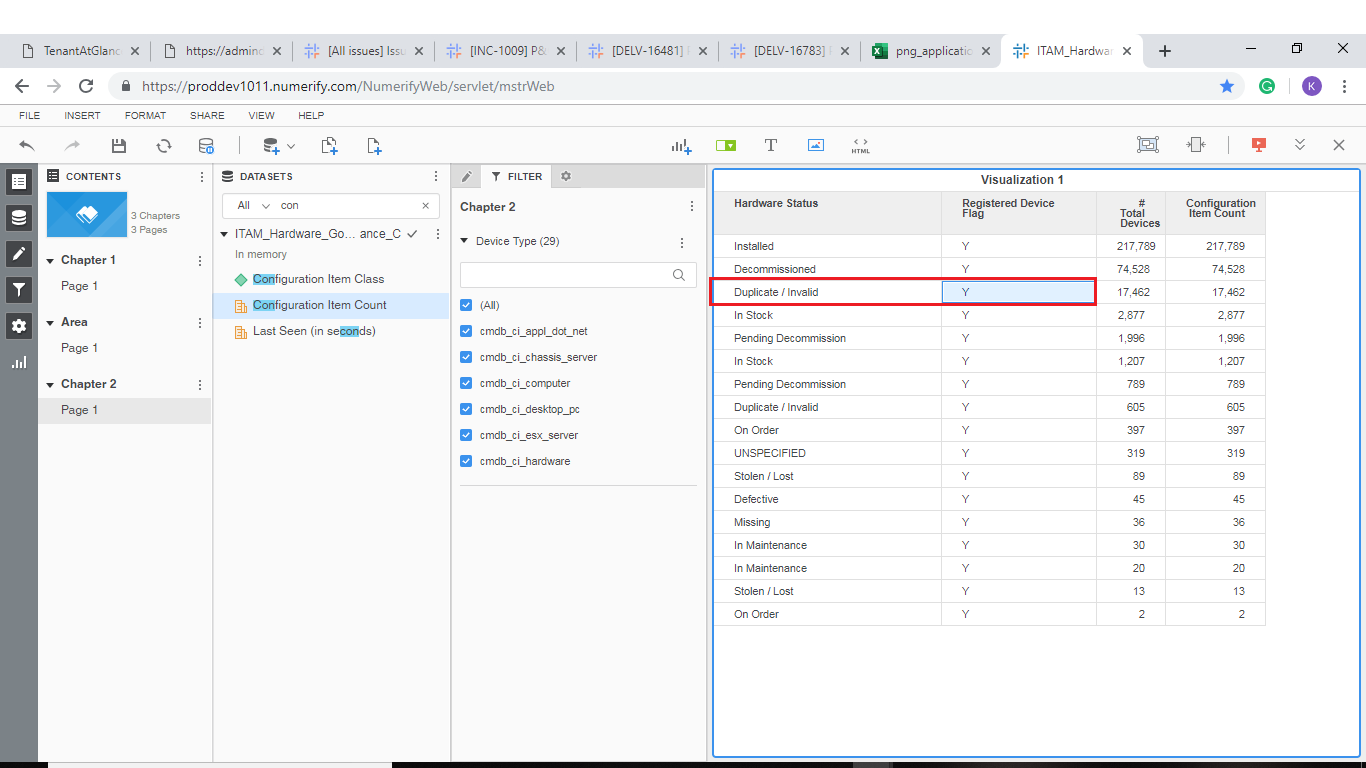 TenantAtGlanc
https://adminc
[All issues] Issu
[INC-1009] P&
[DELV-16481] 
[DELV-16783] 
png_applicatio
ITAM_Hardwar
https://proddev1011.numerify.com/NumerifyWeb/servlet/mstrWeb
K
FILE INSERT FORMAT SHARE VIEW HELP
HTML
CONTENTS
3 Chapters
3 Pages
Chapter 1
Page 1
Area
Page 1
Chapter 2
Page 1
DATASETS
All con
ITAM_Hardware_Go... ance_C
In memory
Configuration Item Class
Configuration Item Count
Last Seen (in seconds)
FILTER
Chapter 2
Device Type (29)
(All)
cmdb_ci_appl_dot_net
cmdb_ci_chassis_server
cmdb_ci_computer
cmdb_ci_desktop_pc
cmdb_ci_esx_server
cmdb_ci_hardware
Visualization 1
Hardware Status Registered Device Flag # Total Devices Configuration Item Count
Installed Y 217,789 217,789
Decommissioned Y 74,528 74,528
Duplicate / Invalid Y 17,462 17,462
In Stock Y 2,877 2,877
Pending Decommission Y 1,996 1,996
In Stock Y 1,207 1,207
Pending Decommission Y 789 789
Duplicate / Invalid Y 605 605
On Order Y 397 397
UNSPECIFIED Y 319 319
Stolen / Lost Y 89 89
Defective Y 45 45
Missing Y 36 36
In Maintenance Y 30 30
In Maintenance Y 20 20
Stolen / Lost Y 13 13
On Order Y 2 2